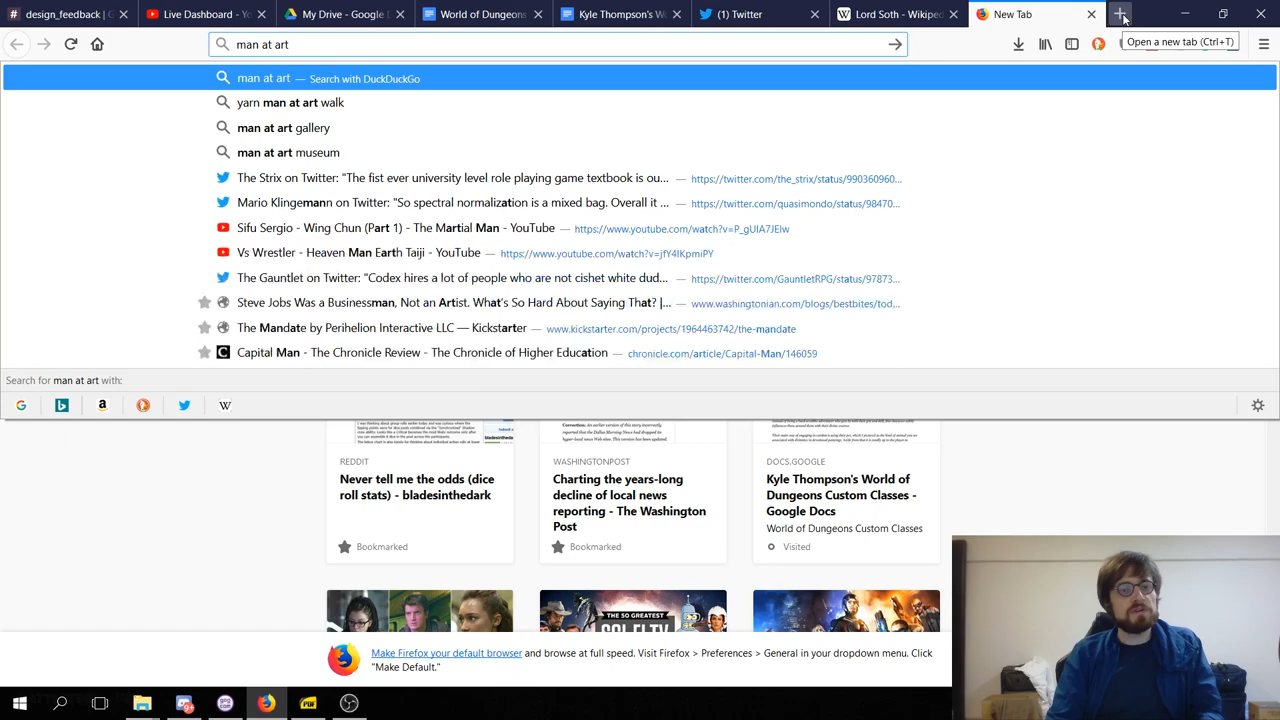 design_feedback | G
Live Dashboard - Yo
My Drive - Google D
World of Dungeons
Kyle Thompson's Wo
(1) Twitter
Lord Soth - Wikiped
New Tab
man at art
Open a new tab (Ctrl+T)
man at art — Search with DuckDuckGo
yarn man at art walk
man at art gallery
man at art museum
The Strix on Twitter: "The fist ever university level role playing game textbook is ou... — https://twitter.com/the_strix/status/990360960...
Mario Klingemann on Twitter: "So spectral normalization is a mixed bag. Overall it ... — https://twitter.com/quasimondo/status/98470...
Sifu Sergio - Wing Chun (Part 1) - The Martial Man - YouTube — https://www.youtube.com/watch?v=P_gUIA7JEIw
Vs Wrestler - Heaven Man Earth Taiji - YouTube — https://www.youtube.com/watch?v=jfY4IKpmiPY
The Gauntlet on Twitter: "Codex hires a lot of people who are not cishet white dud... — https://twitter.com/GauntletRPG/status/97873...
Steve Jobs Was a Businessman, Not an Artist. What's So Hard About Saying That? |... — www.washingtonian.com/blogs/bestbites/tod...
The Mandate by Perihelion Interactive LLC — Kickstarter — www.kickstarter.com/projects/1964463742/the-mandate
Capital Man - The Chronicle Review - The Chronicle of Higher Education — chronicle.com/article/Capital-Man/146059
Search for man at art with:
REDDIT
Never tell me the odds (dice
roll stats) - bladesinthedark
Bookmarked
WASHINGTONPOST
Charting the years-long
decline of local news
reporting - The Washington
Post
Bookmarked
DOCS.GOOGLE
Kyle Thompson's World of
Dungeons Custom Classes -
Google Docs
World of Dungeons Custom Classes
Visited
THE 50 GREATEST
Make Firefox your default browser and browse at full speed. Visit Firefox > Preferences > General in your dropdown menu. Click
"Make Default."